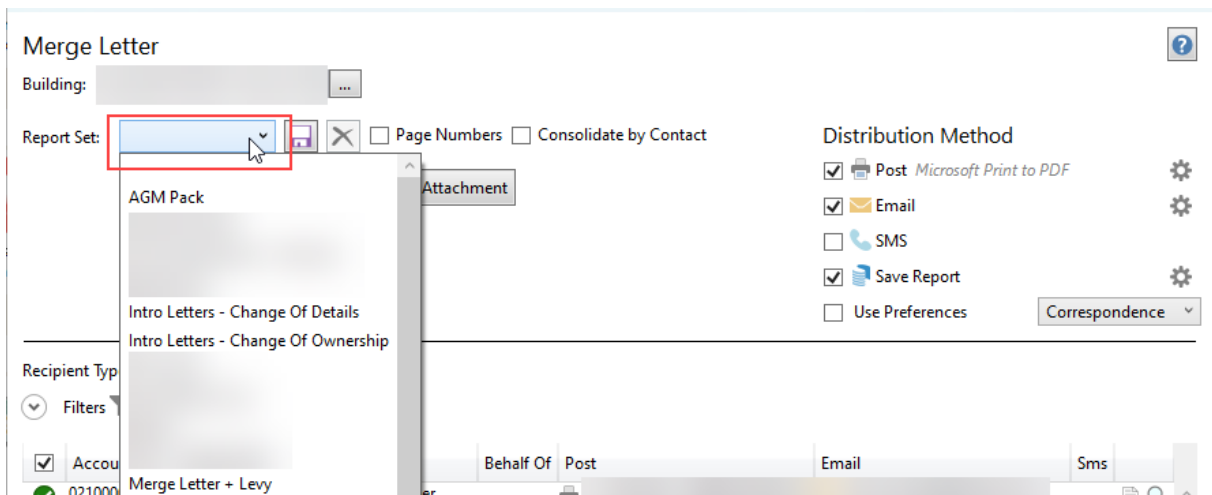 Merge Letter
?
Building:
...
Report Set:
Page Numbers
Consolidate by Contact
Distribution Method
AGM Pack
Attachment
Post Microsoft Print to PDF
Email
SMS
Save Report
Intro Letters - Change Of Details
Use Preferences
Correspondence
Intro Letters - Change Of Ownership
Recipient Typ
Filters
Accou
Behalf Of
Post
Email
Sms
Merge Letter + Levy